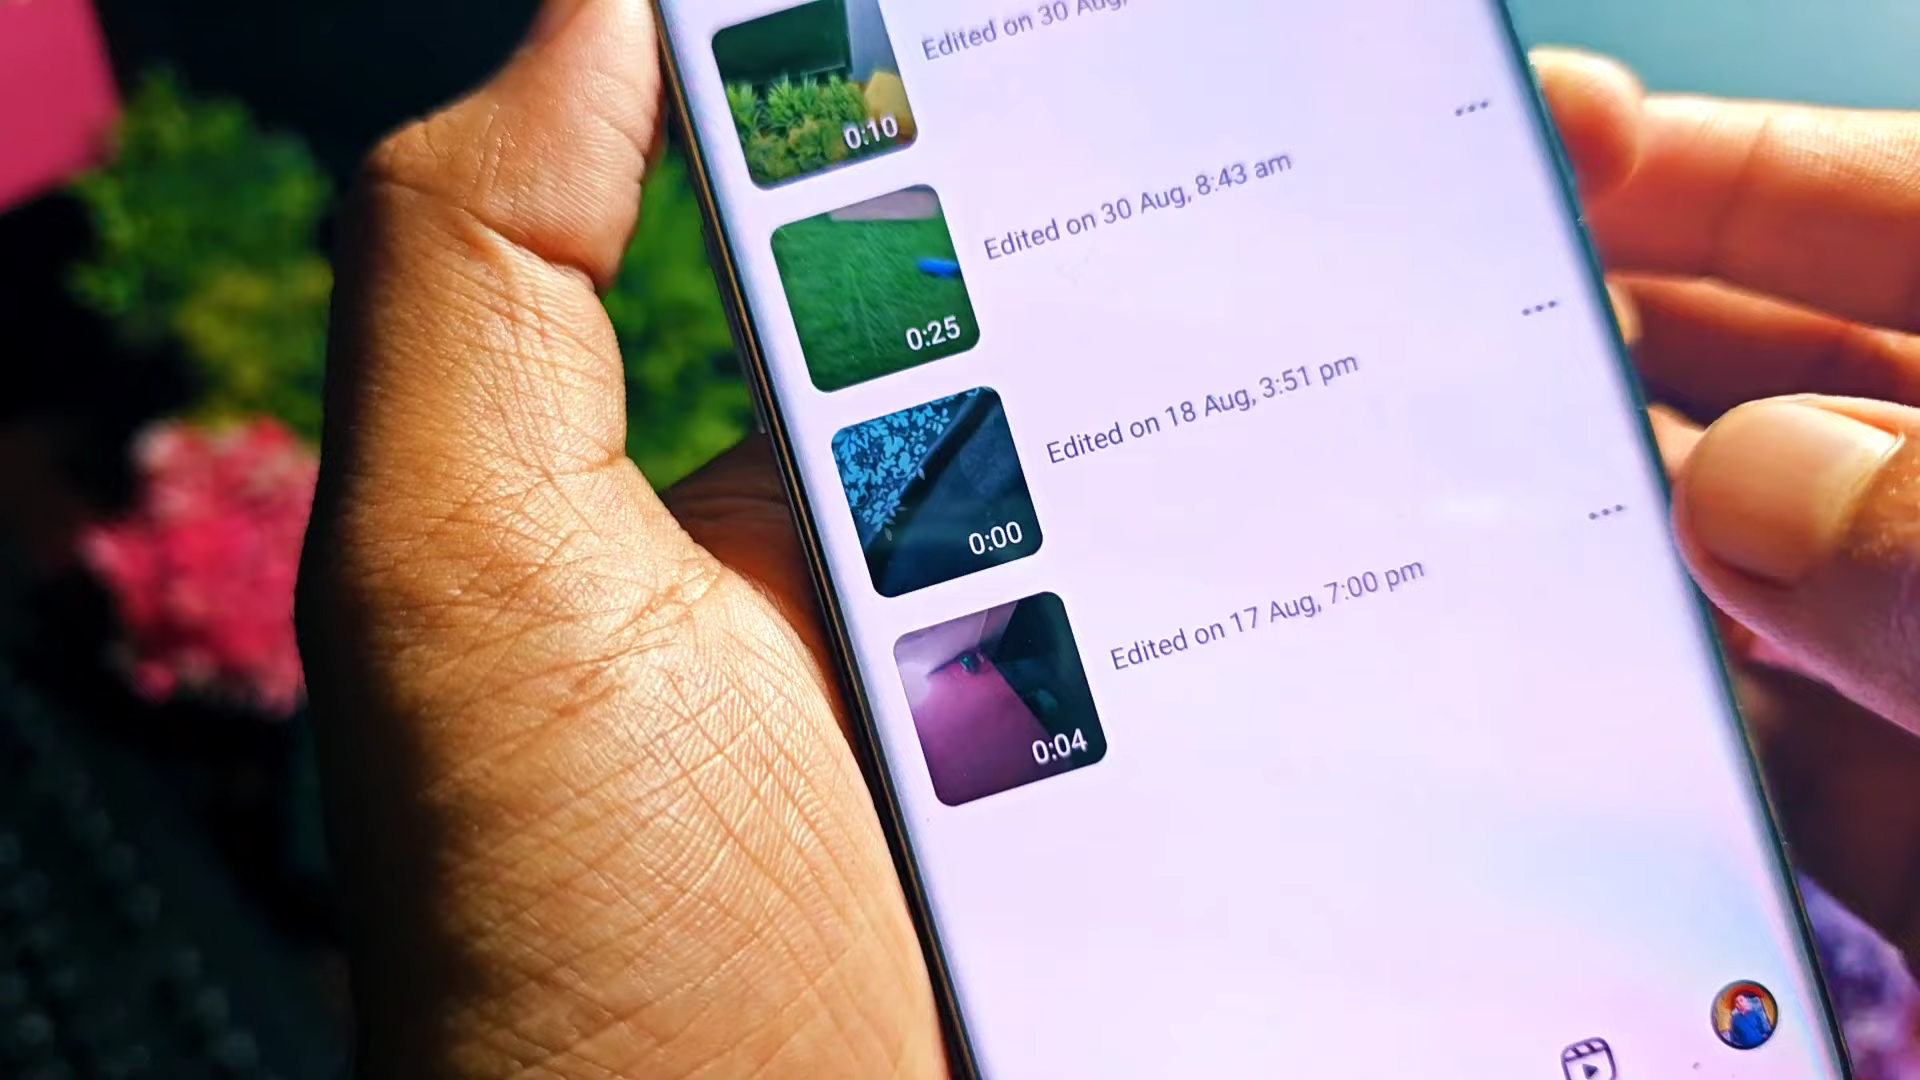 Edited on 30 Aug,
0:10
Edited on 30 Aug, 8:43 am
0:25
Edited on 18 Aug, 3:51 pm
0:00
Edited on 17 Aug, 7:00 pm
0:04